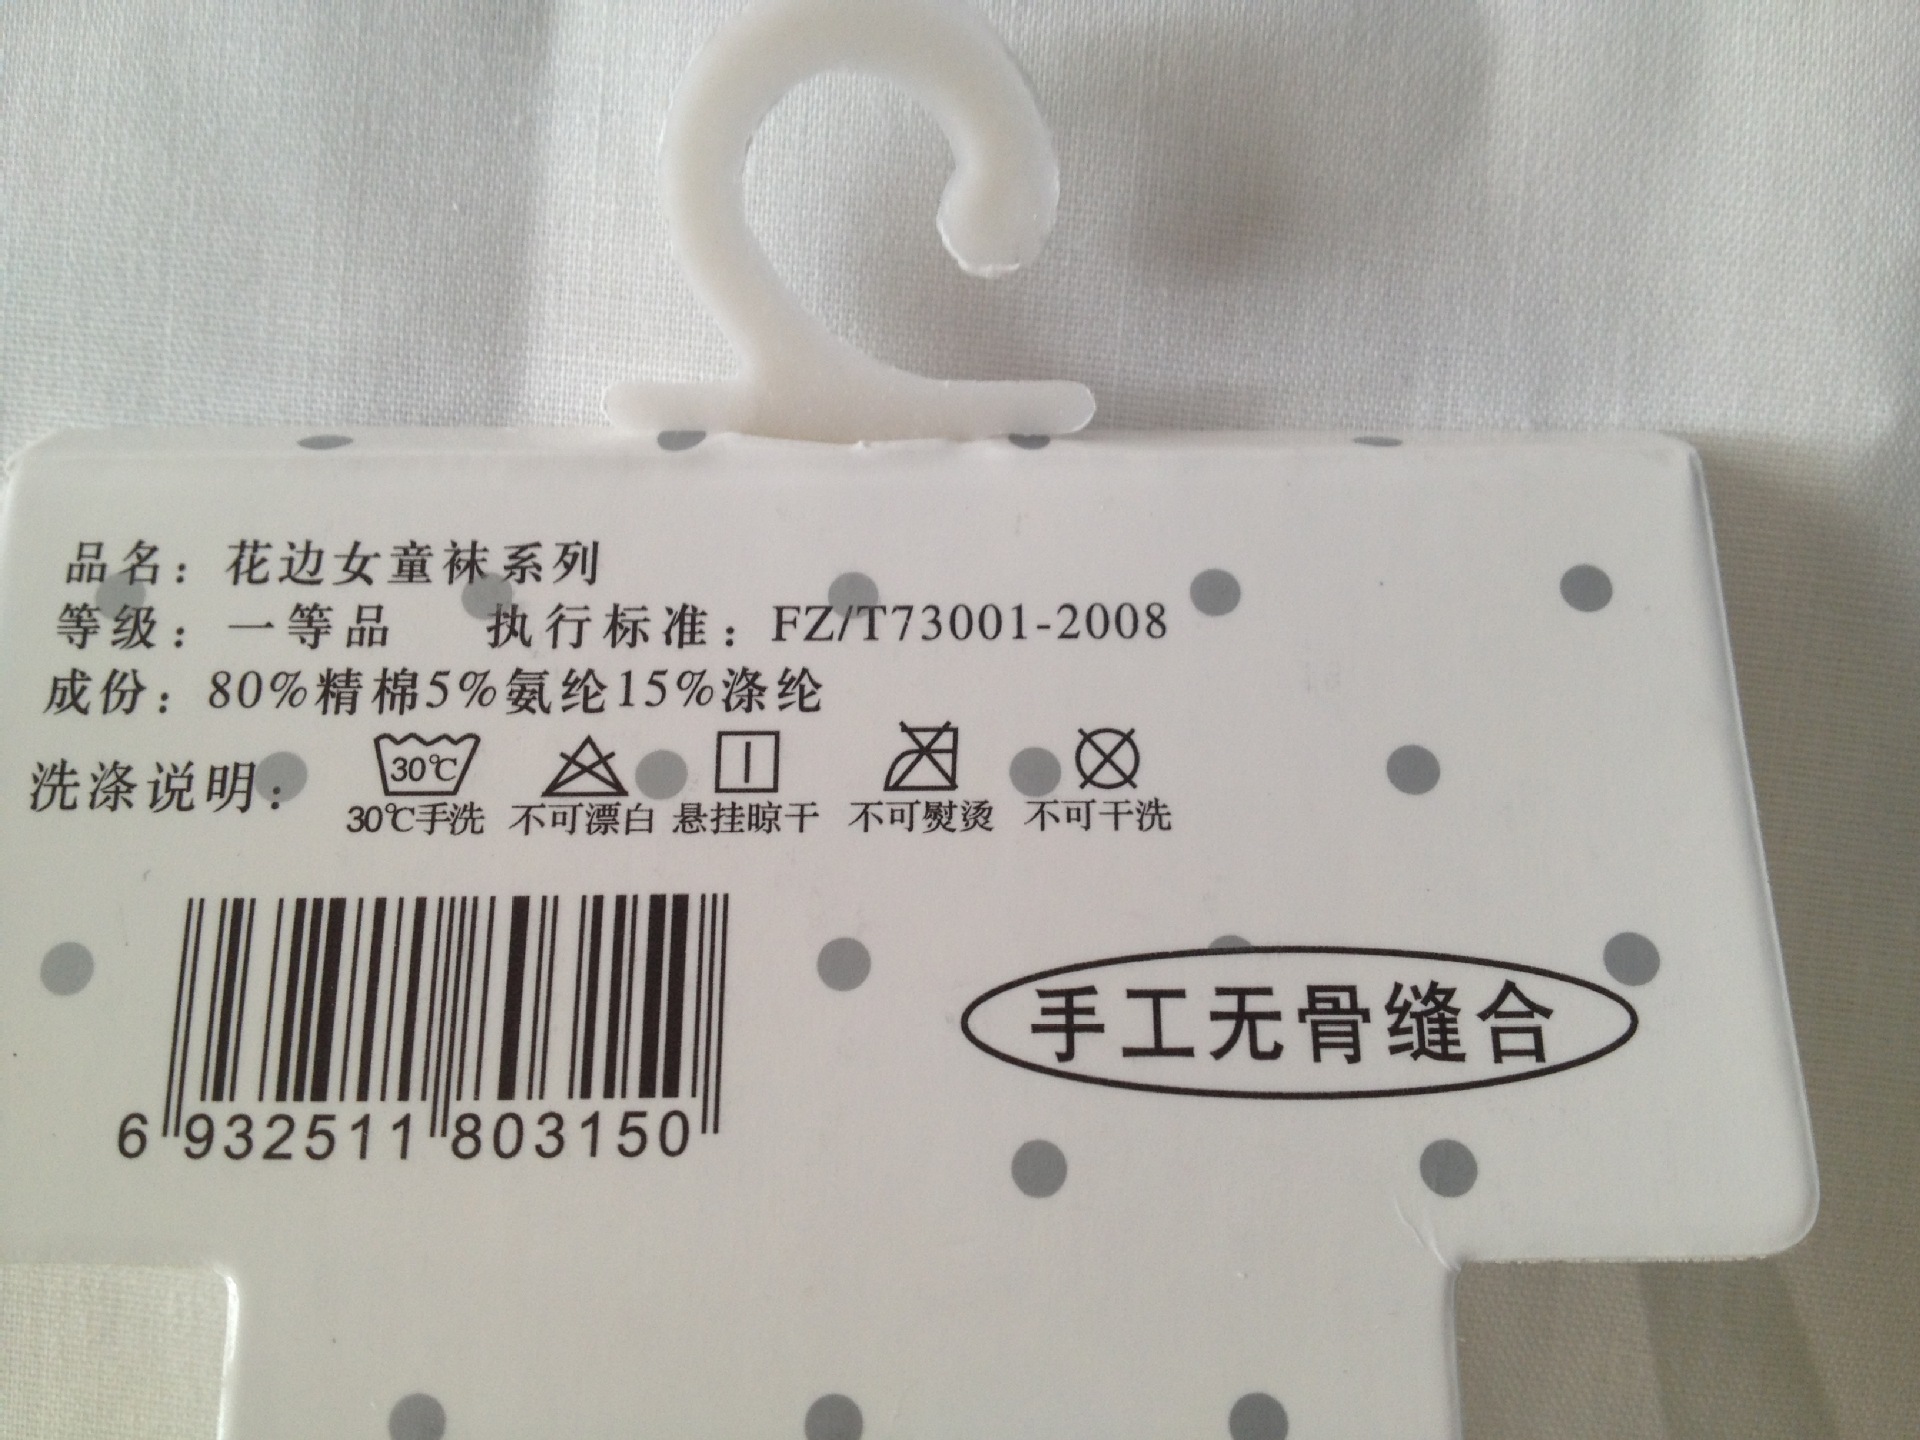 品名：花边女童袜系列
等级：一等品 执行标准：FZ/T73001-2008
成份：80%精棉5%氨纶15%涤纶
洗涤说明：
30℃
30℃手洗 不可漂白 悬挂晾干 不可熨烫 不可干洗
手工无骨缝合
6 932511 803150